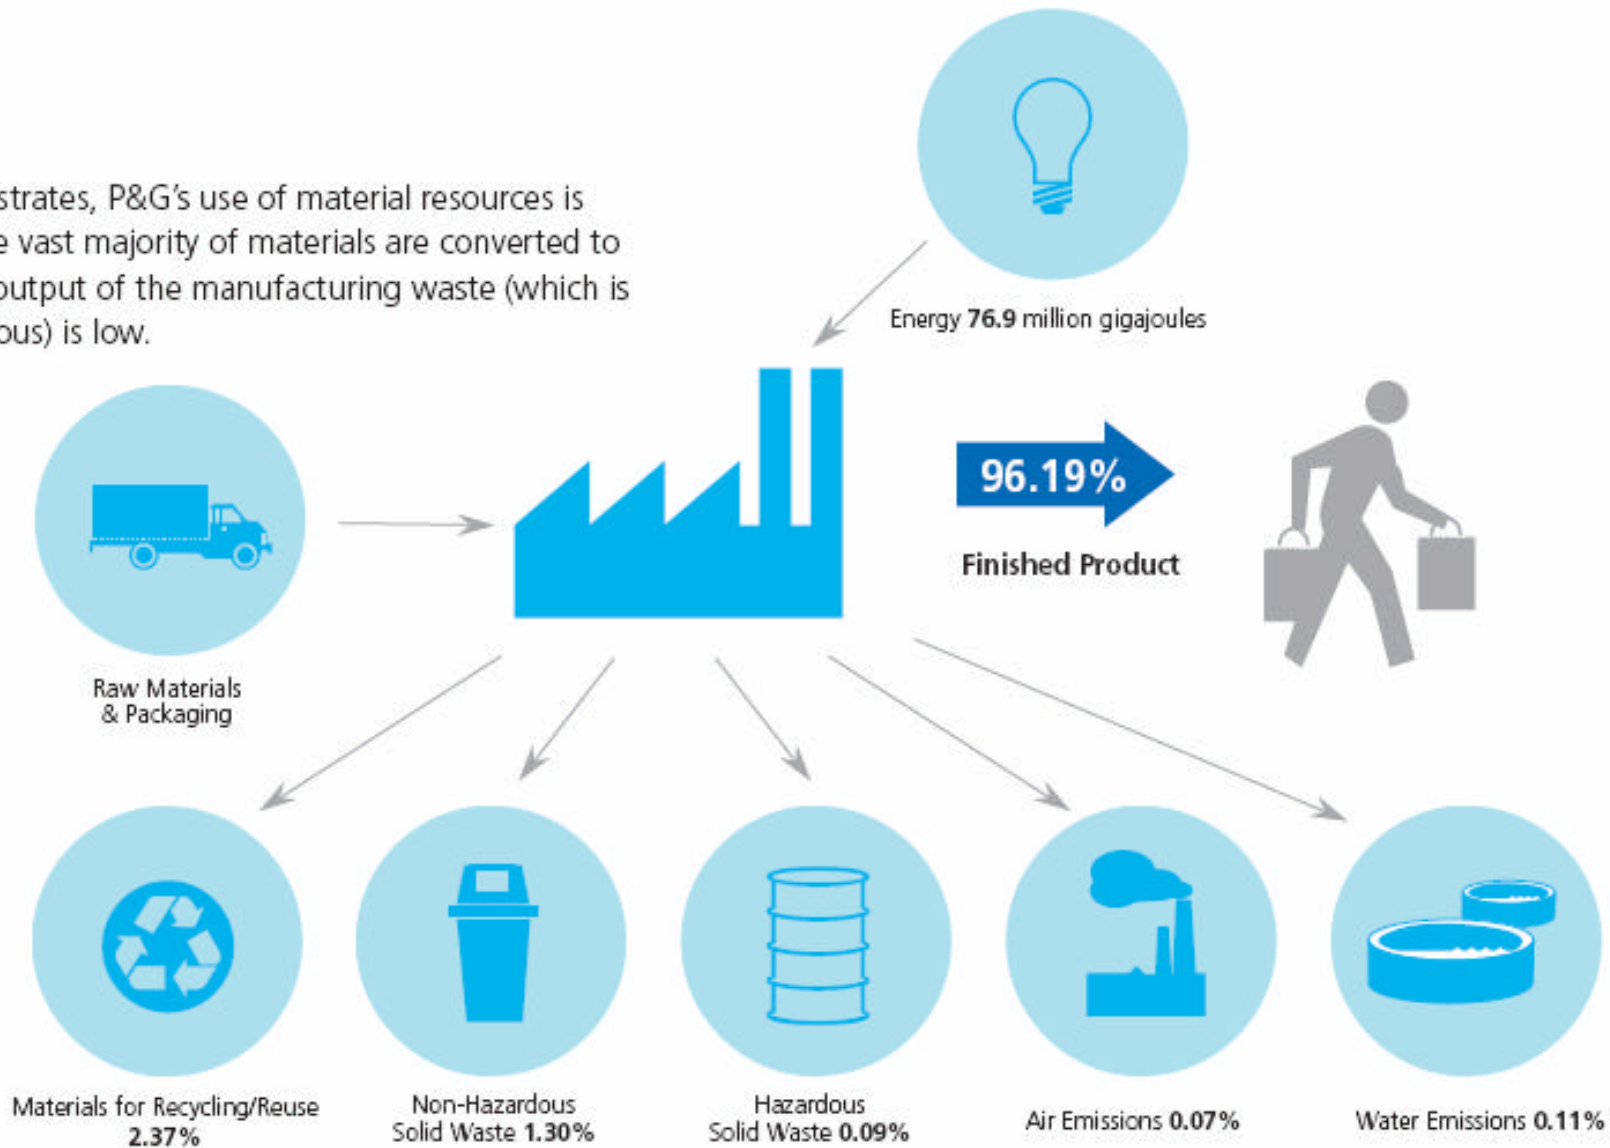 strates, P&G's use of material resources is
e vast majority of materials are converted to
output of the manufacturing waste (which is
ous) is low.
Energy 76.9 million gigajoules
96.19%
Finished Product
Raw Materials
& Packaging
Materials for Recycling/Reuse
2.37%
Non-Hazardous
Solid Waste 1.30%
Hazardous
Solid Waste 0.09%
Air Emissions 0.07%
Water Emissions 0.11%